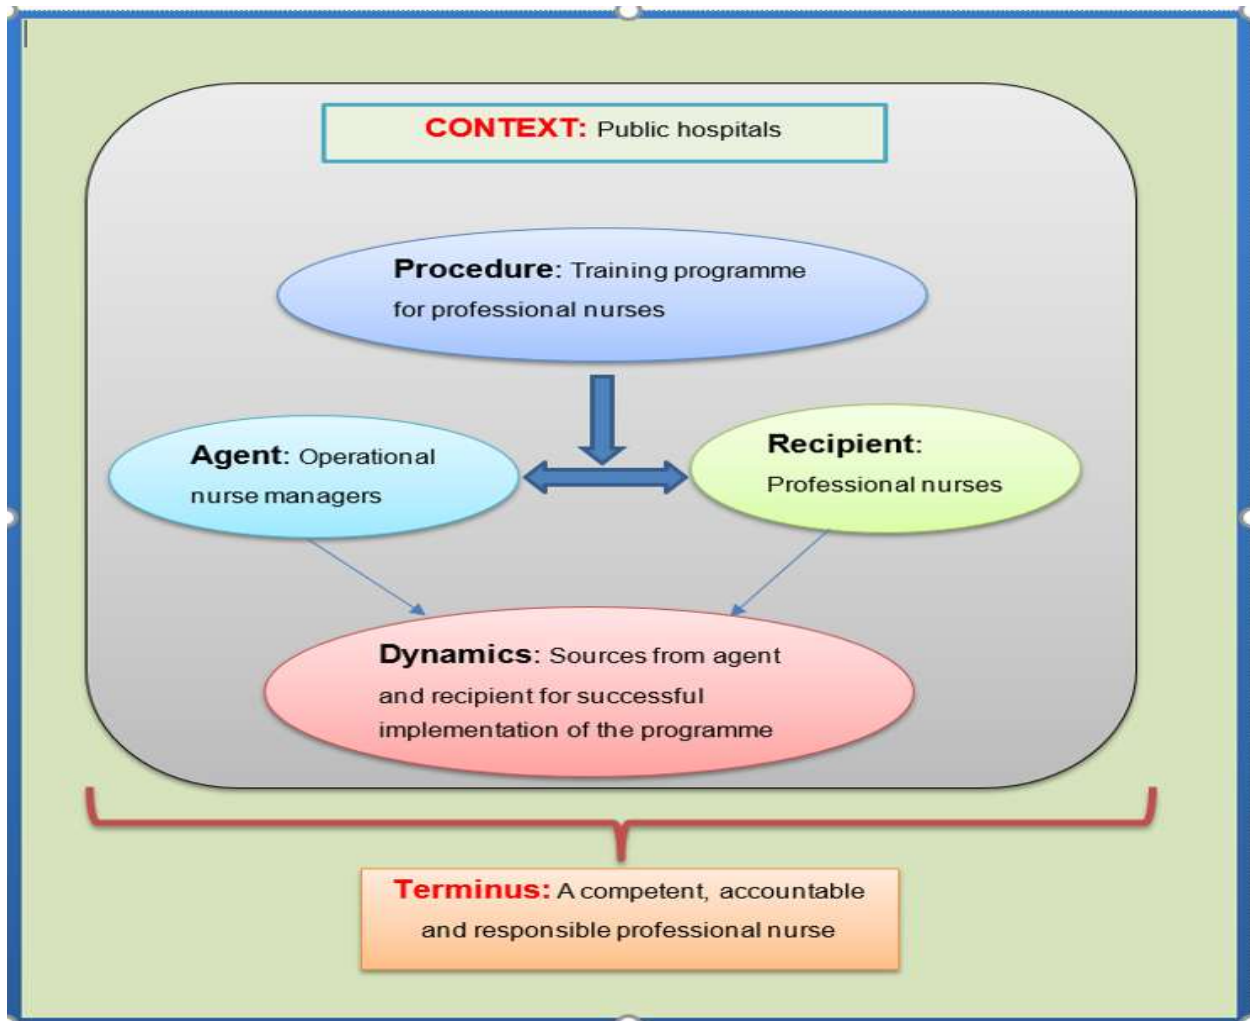 CONTEXT: Public hospitals
Procedure: Training programme
for professional nurses
Agent: Operational
nurse managers
Recipient:
Professional nurses
Dynamics: Sources from agent
and recipient for successful
implementation of the programme
Terminus: A competent, accountable
and responsible professional nurse